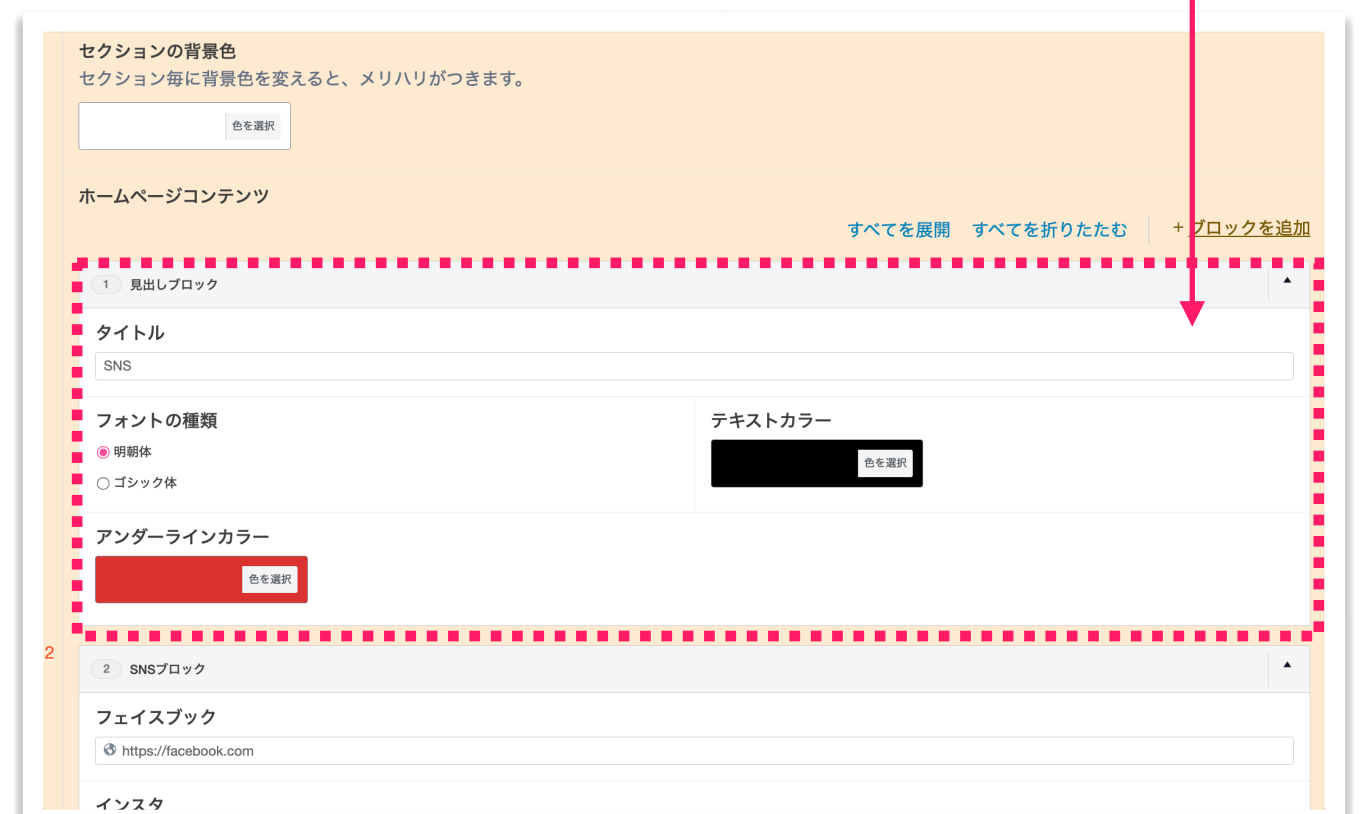 セクションの背景色
セクション毎に背景色を変えると、メリハリがつきます。
色を選択
ホームページコンテンツ
すべてを展開 すべてを折りたたむ + ブロックを追加
1 見出しブロック
タイトル
SNS
フォントの種類 テキストカラー
明朝体
色を選択
ゴシック体
アンダーラインカラー
色を選択
2
2 SNSブロック
フェイスブック
https://facebook.com
インスタ